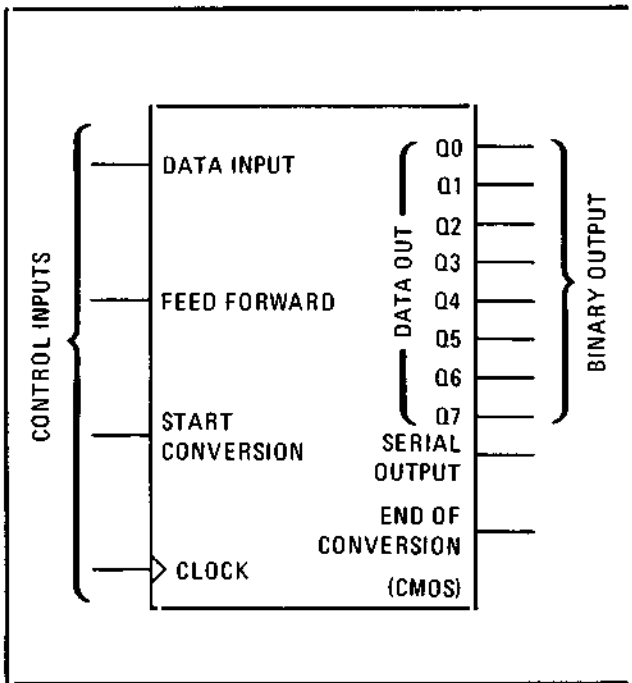 CONTROL INPUTS
DATA INPUT
FEED FORWARD
START
CONVERSION
CLOCK
DATA OUT
Q0
Q1
Q2
Q3
Q4
Q5
Q6
Q7
SERIAL
OUTPUT
END OF
CONVERSION
(CMOS)
BINARY OUTPUT